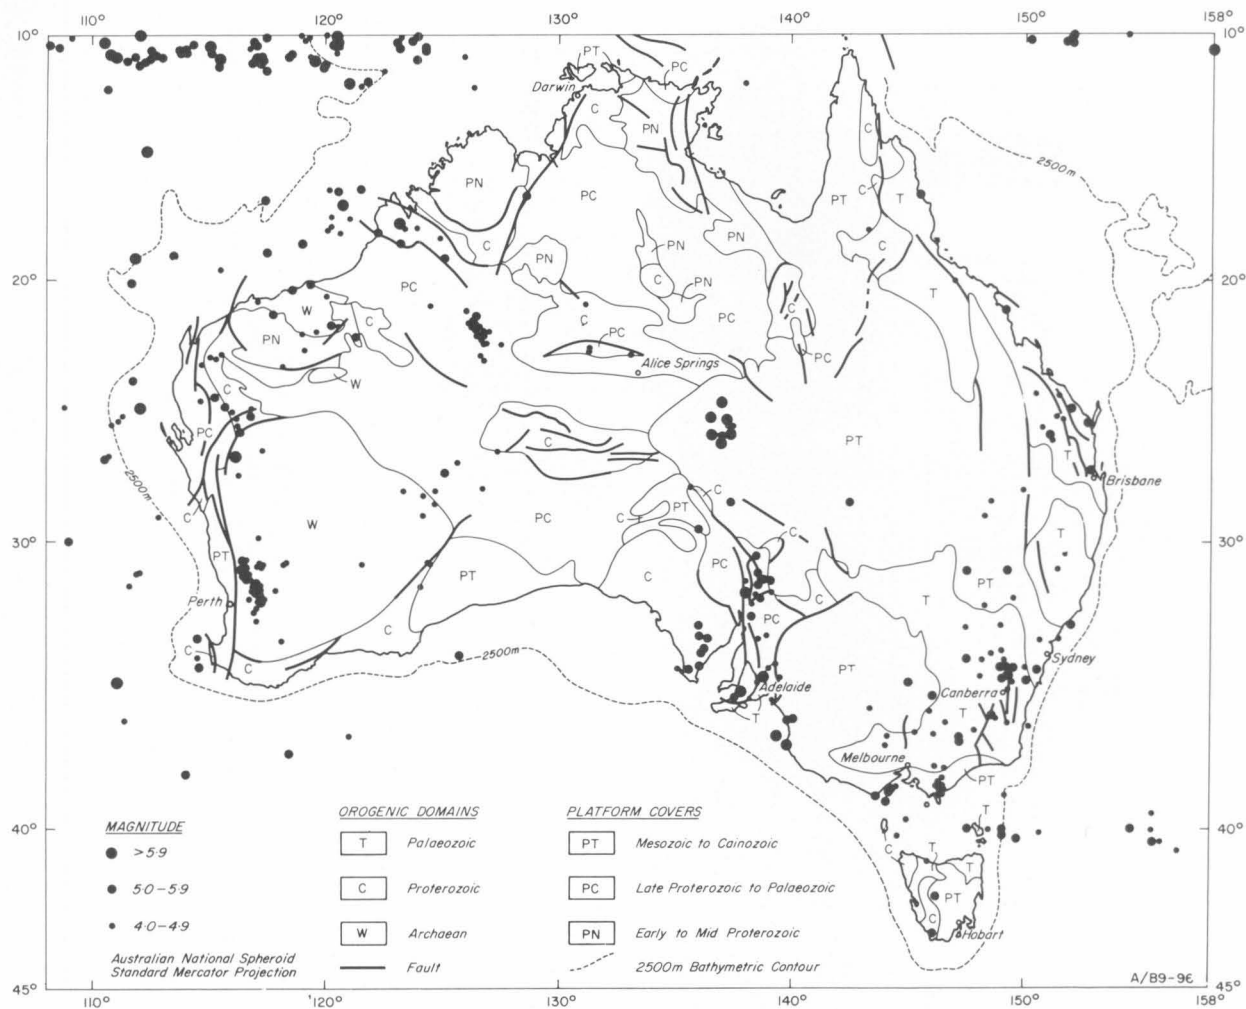 110° 120° 130° 140° 150° 158°
10° 10°
PT
PC
Darwin
C
PN
C
2500m
PN
PC
C
T
PT
C
PN
PN
C
PN
C
20° 20°
PC
C
PN
T
W
C
C
PC
C
PN
PC
PC
Alice Springs
W
C
PC
C
PT
T
Brisbane
2500m
C
C
C
PT
W
PC
C
T
30° 30°
PT
PC
PT
C
PT
C
T
Perth
PC
C
C
2500m
PT
Sydney
C
Adelaide
Canberra
T
T
Melbourne
PT
MAGNITUDE
>5·9
5·0–5·9
4·0–4·9
Australian National Spheroid
Standard Mercator Projection
OROGENIC DOMAINS
T Palaeozoic
C Proterozoic
W Archaean
Fault
PLATFORM COVERS
PT Mesozoic to Cainozoic
PC Late Proterozoic to Palaeozoic
PN Early to Mid Proterozoic
2500m Bathymetric Contour
T
40° 40°
C
T
T
PT
C
Hobart
A/B9-96
45° 45°
110° 120° 130° 140° 150° 158°